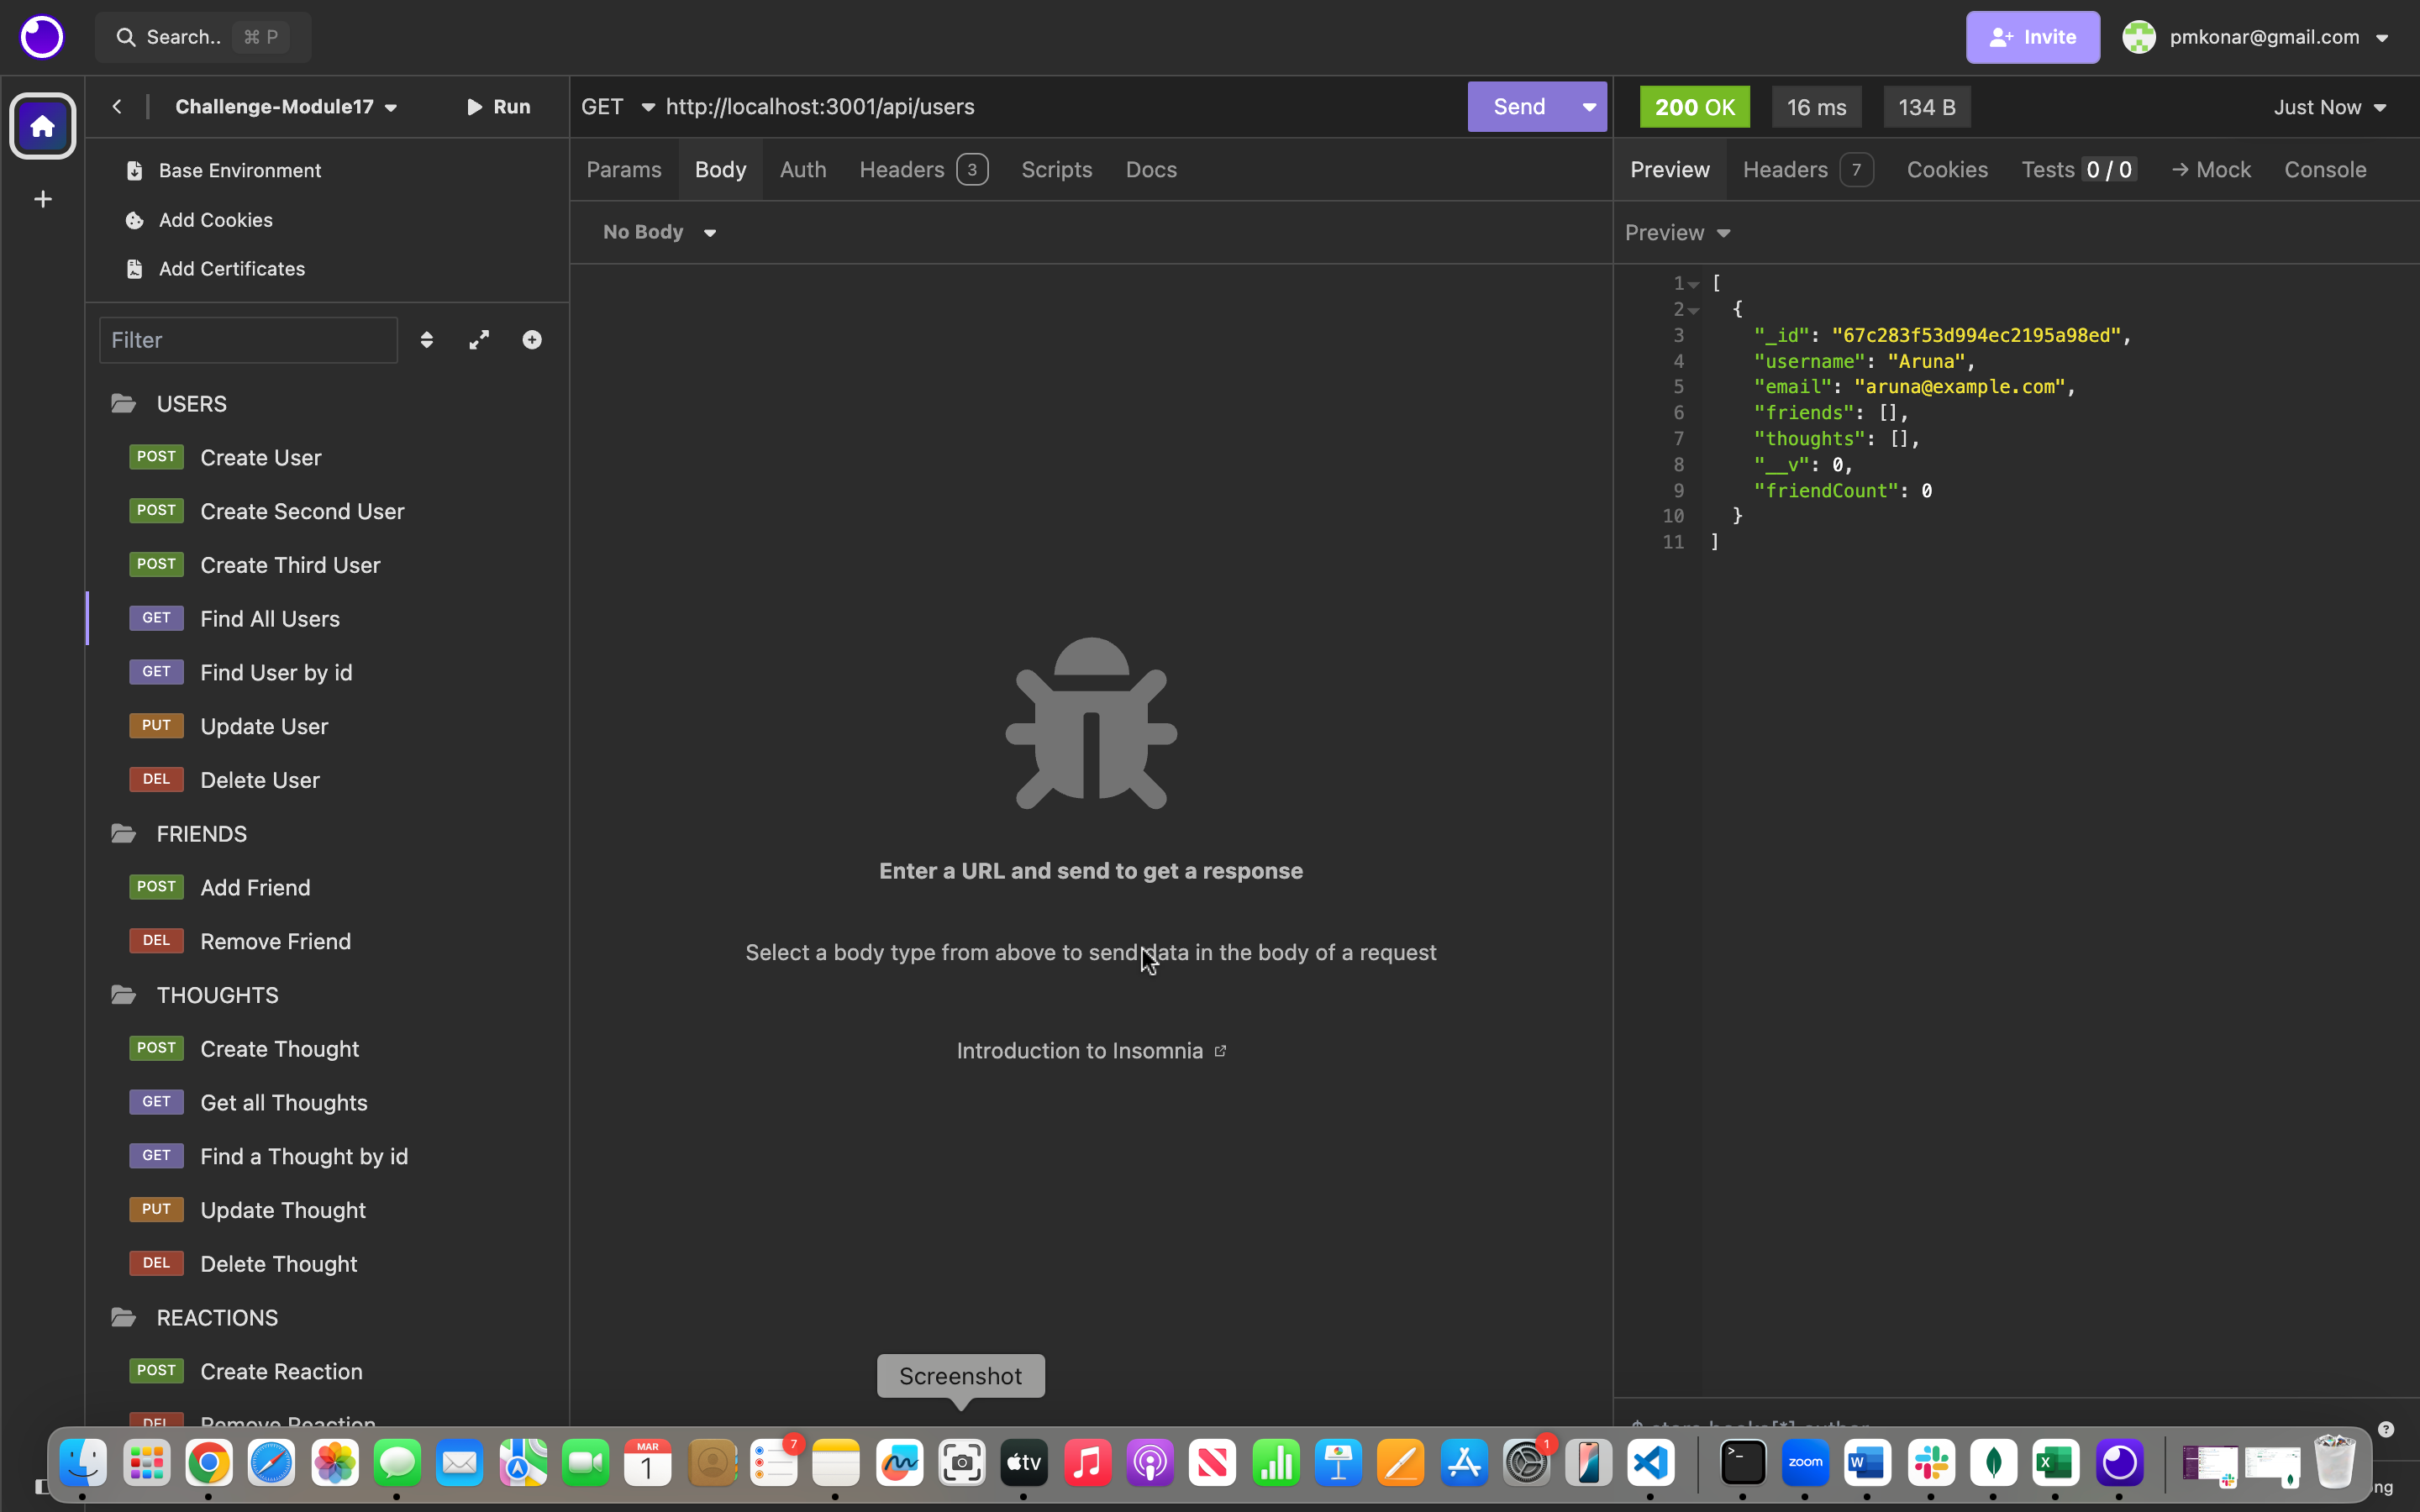 Search.. ⌘ P
Invite
pmkonar@gmail.com
Challenge-Module17
Run
Base Environment
Add Cookies
Add Certificates
Filter
USERS
POST Create User
POST Create Second User
POST Create Third User
GET Find All Users
GET Find User by id
PUT Update User
DEL Delete User
FRIENDS
POST Add Friend
DEL Remove Friend
THOUGHTS
POST Create Thought
GET Get all Thoughts
GET Find a Thought by id
PUT Update Thought
DEL Delete Thought
REACTIONS
POST Create Reaction
DEL Remove Reaction
GET http://localhost:3001/api/users
Send
Params Body Auth Headers 3 Scripts Docs
No Body
Enter a URL and send to get a response
Select a body type from above to send data in the body of a request
Introduction to Insomnia
200 OK 16 ms 134 B Just Now
Preview Headers 7 Cookies Tests 0 / 0 → Mock Console
Preview
1 [
2 {
3 "_id": "67c283f53d994ec2195a98ed",
4 "username": "Aruna",
5 "email": "aruna@example.com",
6 "friends": [],
7 "thoughts": [],
8 "__v": 0,
9 "friendCount": 0
10 }
11 ]
$.store.books[*].author
Screenshot
MAR
1
7
tv
1
zoom
W
X
ng